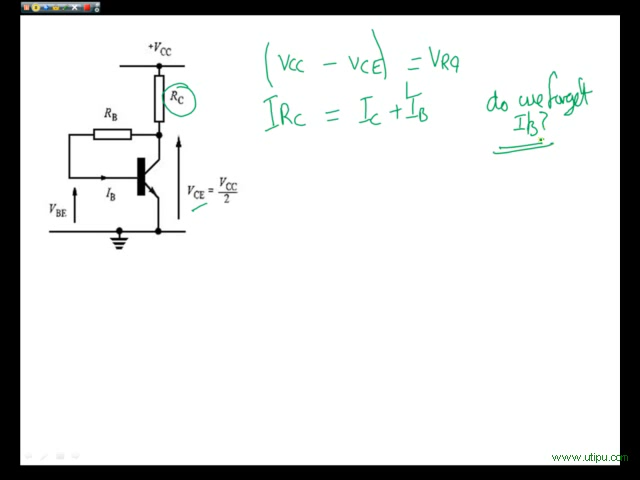 +VCC
RC
RB
IB
VBE
VCE = VCC/2
(VCC - VCE) = VRq
IRC = IC + IB
do we forget
IB?
www.utipu.com